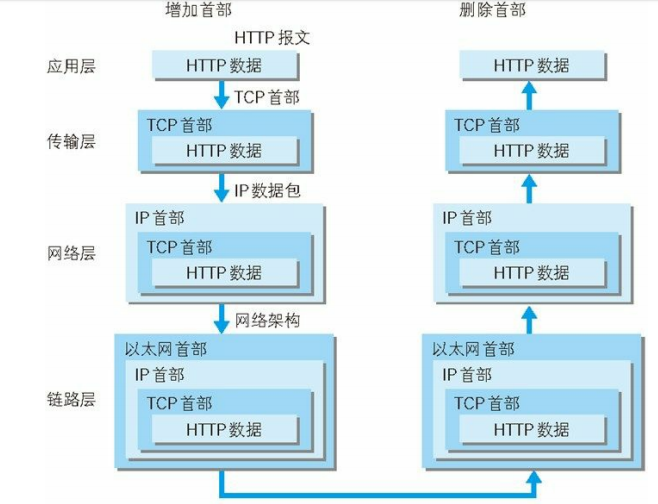 增加首部
删除首部
HTTP 报文
应用层
HTTP 数据
HTTP 数据
TCP 首部
传输层
TCP 首部
HTTP 数据
TCP 首部
HTTP 数据
IP 数据包
网络层
IP 首部
TCP 首部
HTTP 数据
IP 首部
TCP 首部
HTTP 数据
网络架构
链路层
以太网首部
IP 首部
TCP 首部
HTTP 数据
以太网首部
IP 首部
TCP 首部
HTTP 数据